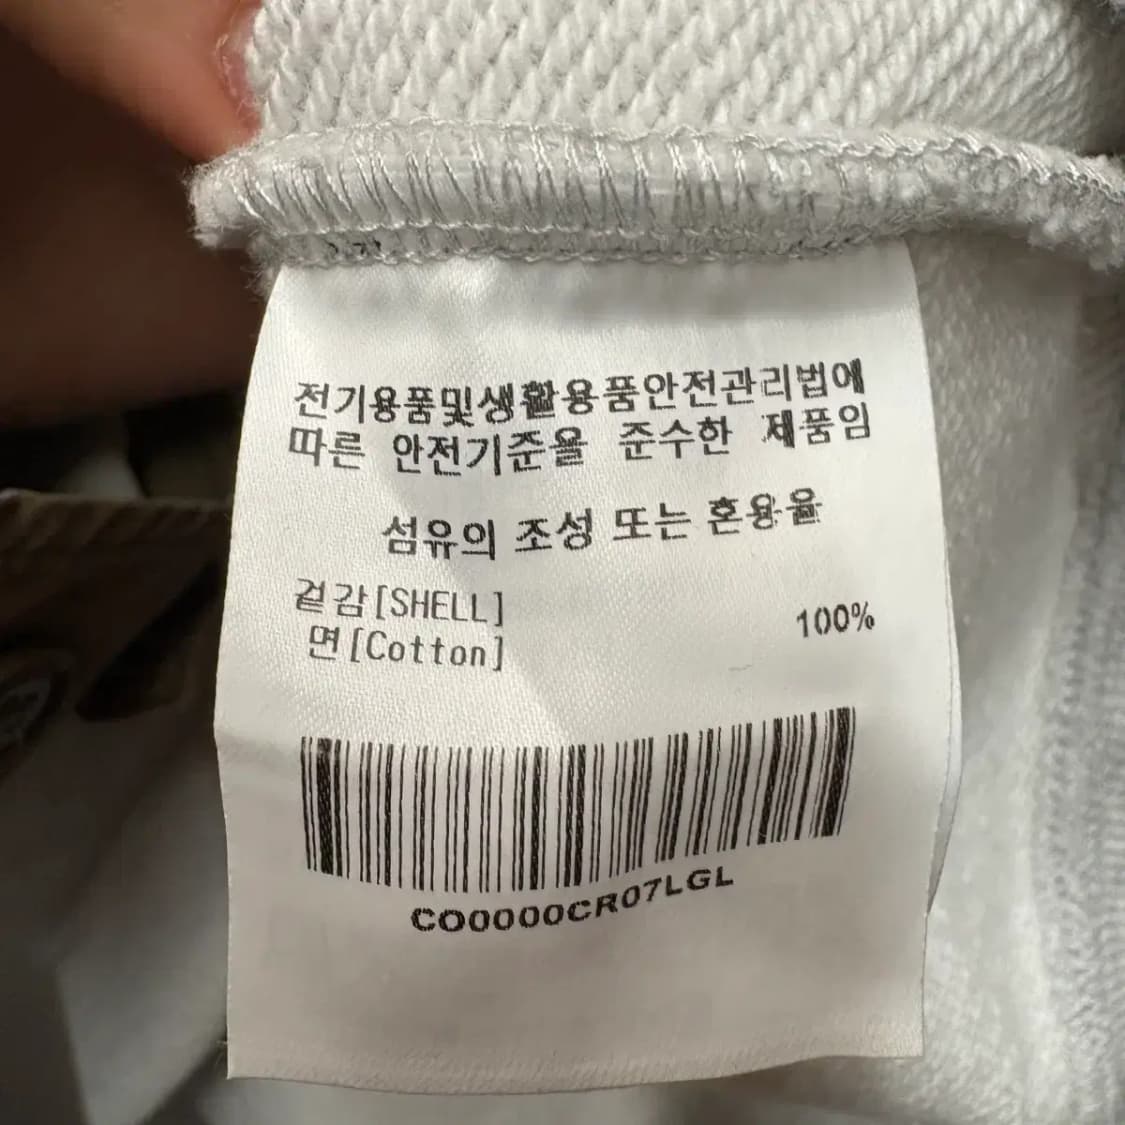 전기용품및생활용품안전관리법에
따른 안전기준을 준수한 제품임
섬유의 조성 또는 혼용율
겉감[SHELL]
면[Cotton] 100%
CO0000CR07LGL